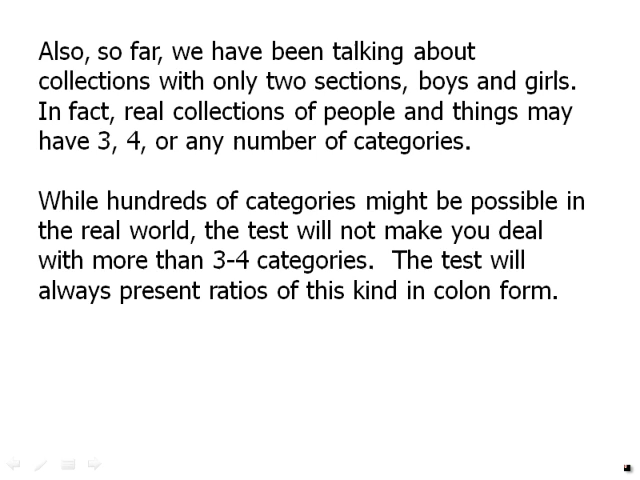 Also, so far, we have been talking about
collections with only two sections, boys and girls.
In fact, real collections of people and things may
have 3, 4, or any number of categories.
While hundreds of categories might be possible in
the real world, the test will not make you deal
with more than 3-4 categories.  The test will
always present ratios of this kind in colon form.